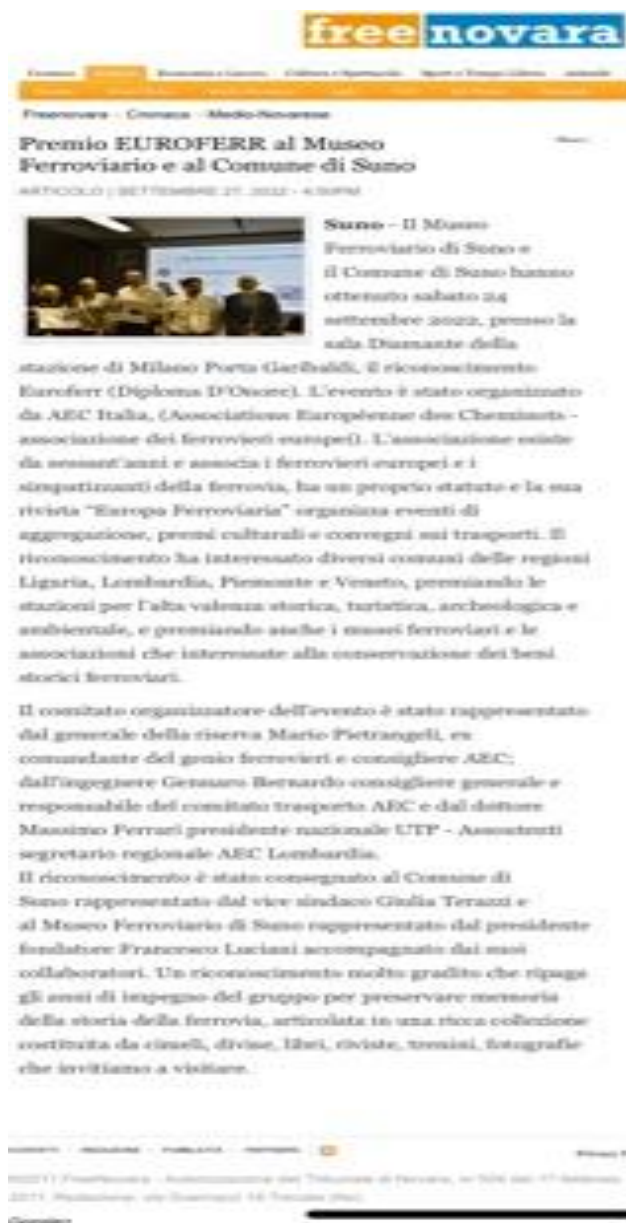 freenovara
Freenovara - Cronaca - Medio-Novarese
Premio EUROFERR al Museo
Ferroviario e al Comune di Suno
ARTICOLO | SETTEMBRE 27, 2022 - 4:50PM
Suno - Il Museo
Ferroviario di Suno e
il Comune di Suno hanno
ottenuto sabato 24
settembre 2022, presso la
sala Diamante della
stazione di Milano Porta Garibaldi, il riconoscimento
Euroferr (Diploma D'Onore). L'evento è stato organizzato
da AEC Italia, (Associations Européenne des Cheminots -
associazione dei ferrovieri europei). L'associazione esiste
da sessant'anni e associa i ferrovieri europei e i
simpatizzanti della ferrovia, ha un proprio statuto e la sua
rivista "Europa Ferroviaria" organizza eventi di
aggregazione, premi culturali e convegni sui trasporti. Il
riconoscimento ha interessato diversi comuni delle regioni
Liguria, Lombardia, Piemonte e Veneto, premiando le
stazioni per l'alta valenza storica, turistica, archeologica e
ambientale, e premiando anche i musei ferroviari e le
associazioni che interessate alla conservazione dei beni
storici ferroviari.
Il comitato organizzatore dell'evento è stato rappresentato
dal generale della riserva Mario Pietrangeli, ex
comandante del genio ferrovieri e consigliere AEC;
dall'ingegnere Gennaro Bernardo consigliere generale e
responsabile del comitato trasporto AEC e dal dottore
Massimo Ferrari presidente nazionale UTP - Assoutenti
segretario regionale AEC Lombardia.
Il riconoscimento è stato consegnato al Comune di
Suno rappresentato dal vice sindaco Giulia Terazzi e
al Museo Ferroviario di Suno rappresentato dal presidente
fondatore Francesco Luciani accompagnato dai suoi
collaboratori. Un riconoscimento molto gradito che ripaga
gli anni di impegno del gruppo per preservare memoria
della storia della ferrovia, articolata in una ricca collezione
costituita da cimeli, divise, libri, riviste, trenini, fotografie
che invitiamo a visitare.